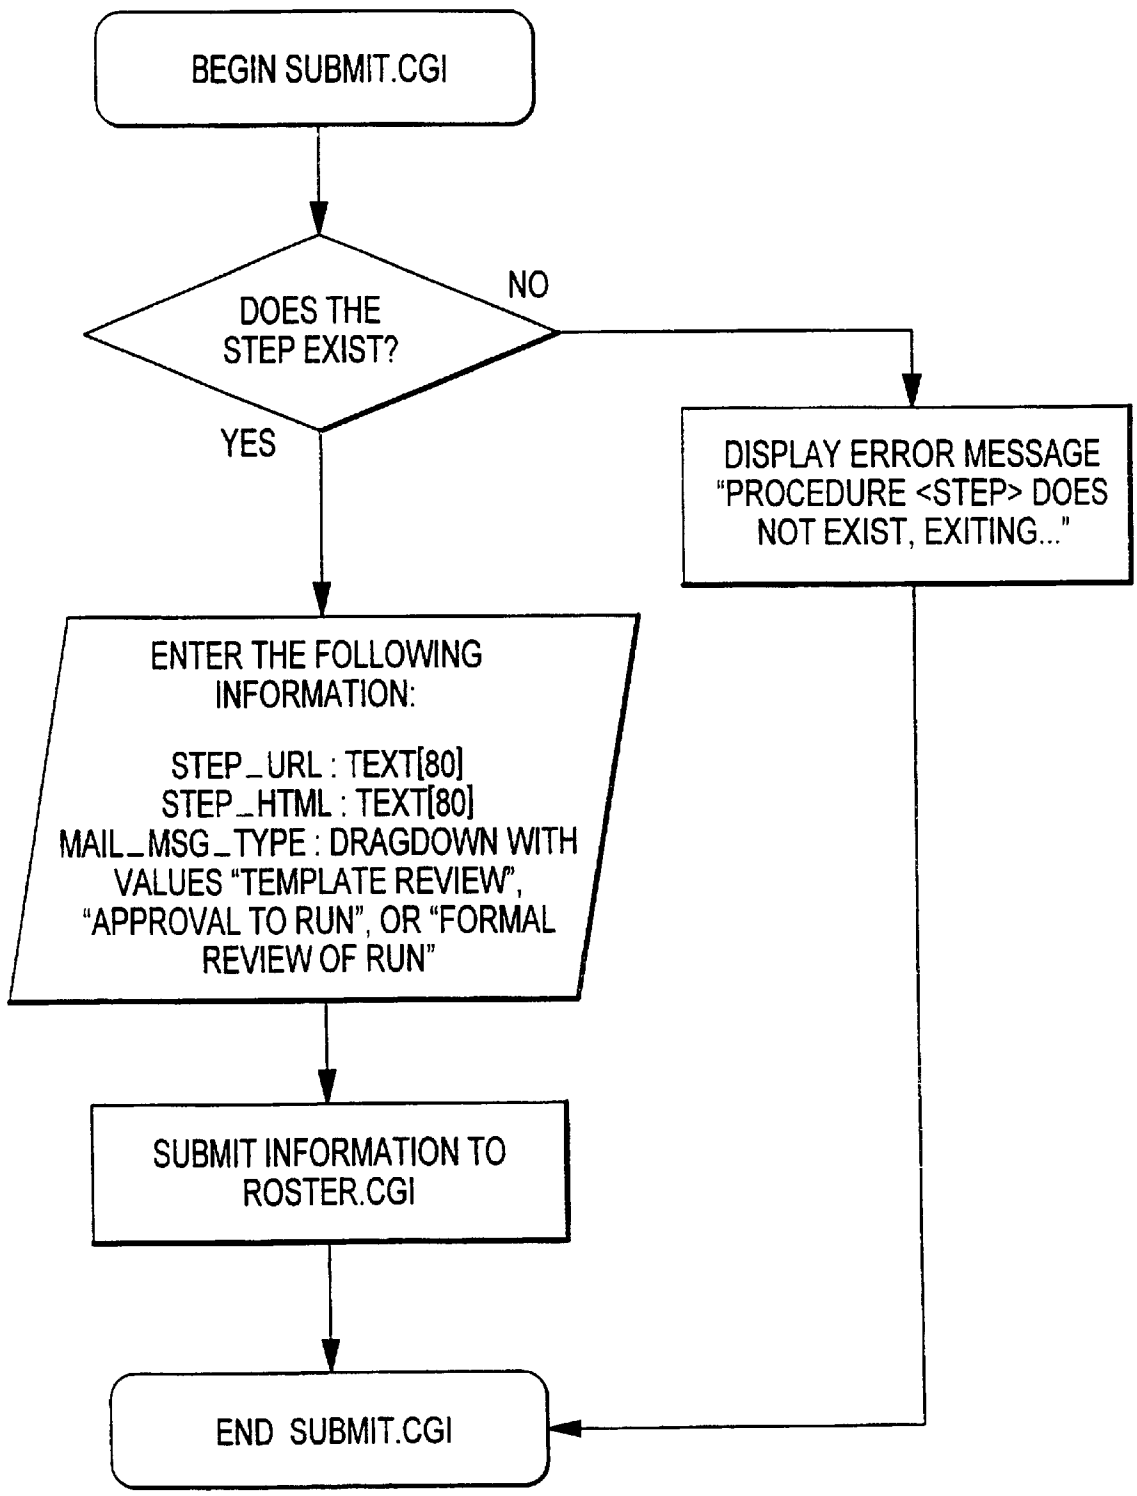 BEGIN SUBMIT.CGI
DOES THE
STEP EXIST?
NO
YES
DISPLAY ERROR MESSAGE
“PROCEDURE <STEP> DOES
NOT EXIST, EXITING...”
ENTER THE FOLLOWING
INFORMATION:
STEP_URL : TEXT[80]
STEP_HTML : TEXT[80]
MAIL_MSG_TYPE : DRAGDOWN WITH
VALUES “TEMPLATE REVIEW”,
“APPROVAL TO RUN”, OR “FORMAL
REVIEW OF RUN”
SUBMIT INFORMATION TO
ROSTER.CGI
END SUBMIT.CGI